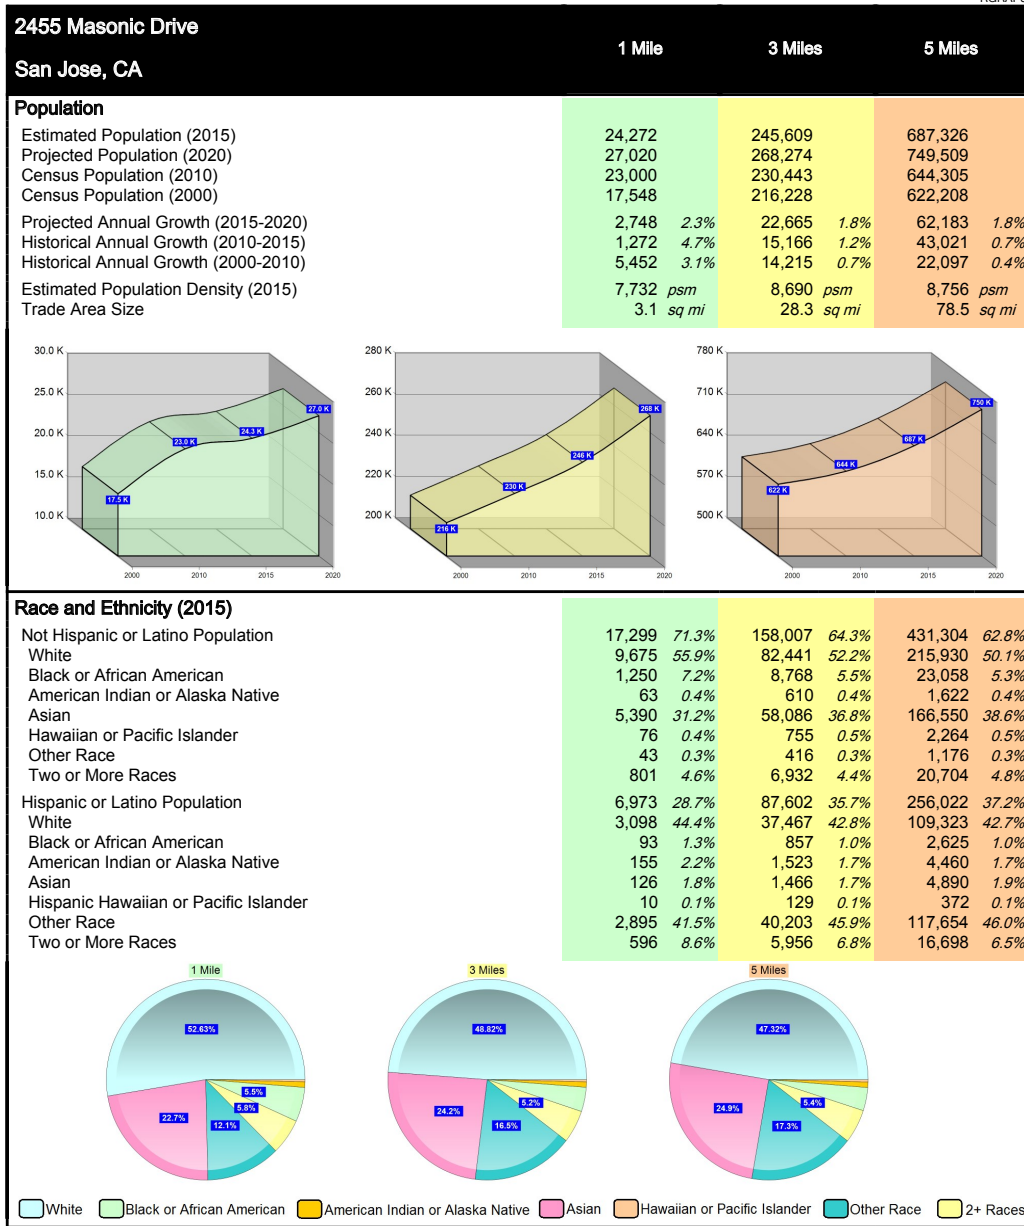 2455 Masonic Drive
San Jose, CA
1 Mile 3 Miles 5 Miles
Population
Estimated Population (2015) 24,272 245,609 687,326
Projected Population (2020) 27,020 268,274 749,509
Census Population (2010) 23,000 230,443 644,305
Census Population (2000) 17,548 216,228 622,208
Projected Annual Growth (2015-2020) 2,748 2.3% 22,665 1.8% 62,183 1.8%
Historical Annual Growth (2010-2015) 1,272 4.7% 15,166 1.2% 43,021 0.7%
Historical Annual Growth (2000-2010) 5,452 3.1% 14,215 0.7% 22,097 0.4%
Estimated Population Density (2015) 7,732 psm 8,690 psm 8,756 psm
Trade Area Size 3.1 sq mi 28.3 sq mi 78.5 sq mi
30.0 K
25.0 K
20.0 K
15.0 K
10.0 K
17.5 K
23.0 K
24.3 K
27.0 K
2000 2010 2015 2020
280 K
260 K
240 K
220 K
200 K
216 K
230 K
246 K
268 K
2000 2010 2015 2020
780 K
710 K
640 K
570 K
500 K
622 K
644 K
687 K
750 K
2000 2010 2015 2020
Race and Ethnicity (2015)
Not Hispanic or Latino Population 17,299 71.3% 158,007 64.3% 431,304 62.8%
White 9,675 55.9% 82,441 52.2% 215,930 50.1%
Black or African American 1,250 7.2% 8,768 5.5% 23,058 5.3%
American Indian or Alaska Native 63 0.4% 610 0.4% 1,622 0.4%
Asian 5,390 31.2% 58,086 36.8% 166,550 38.6%
Hawaiian or Pacific Islander 76 0.4% 755 0.5% 2,264 0.5%
Other Race 43 0.3% 416 0.3% 1,176 0.3%
Two or More Races 801 4.6% 6,932 4.4% 20,704 4.8%
Hispanic or Latino Population 6,973 28.7% 87,602 35.7% 256,022 37.2%
White 3,098 44.4% 37,467 42.8% 109,323 42.7%
Black or African American 93 1.3% 857 1.0% 2,625 1.0%
American Indian or Alaska Native 155 2.2% 1,523 1.7% 4,460 1.7%
Asian 126 1.8% 1,466 1.7% 4,890 1.9%
Hispanic Hawaiian or Pacific Islander 10 0.1% 129 0.1% 372 0.1%
Other Race 2,895 41.5% 40,203 45.9% 117,654 46.0%
Two or More Races 596 8.6% 5,956 6.8% 16,698 6.5%
1 Mile
52.63%
5.5%
5.8%
22.7%
12.1%
3 Miles
48.82%
5.2%
24.2%
16.5%
5 Miles
47.32%
5.4%
24.9%
17.3%
White Black or African American American Indian or Alaska Native Asian Hawaiian or Pacific Islander Other Race 2+ Races